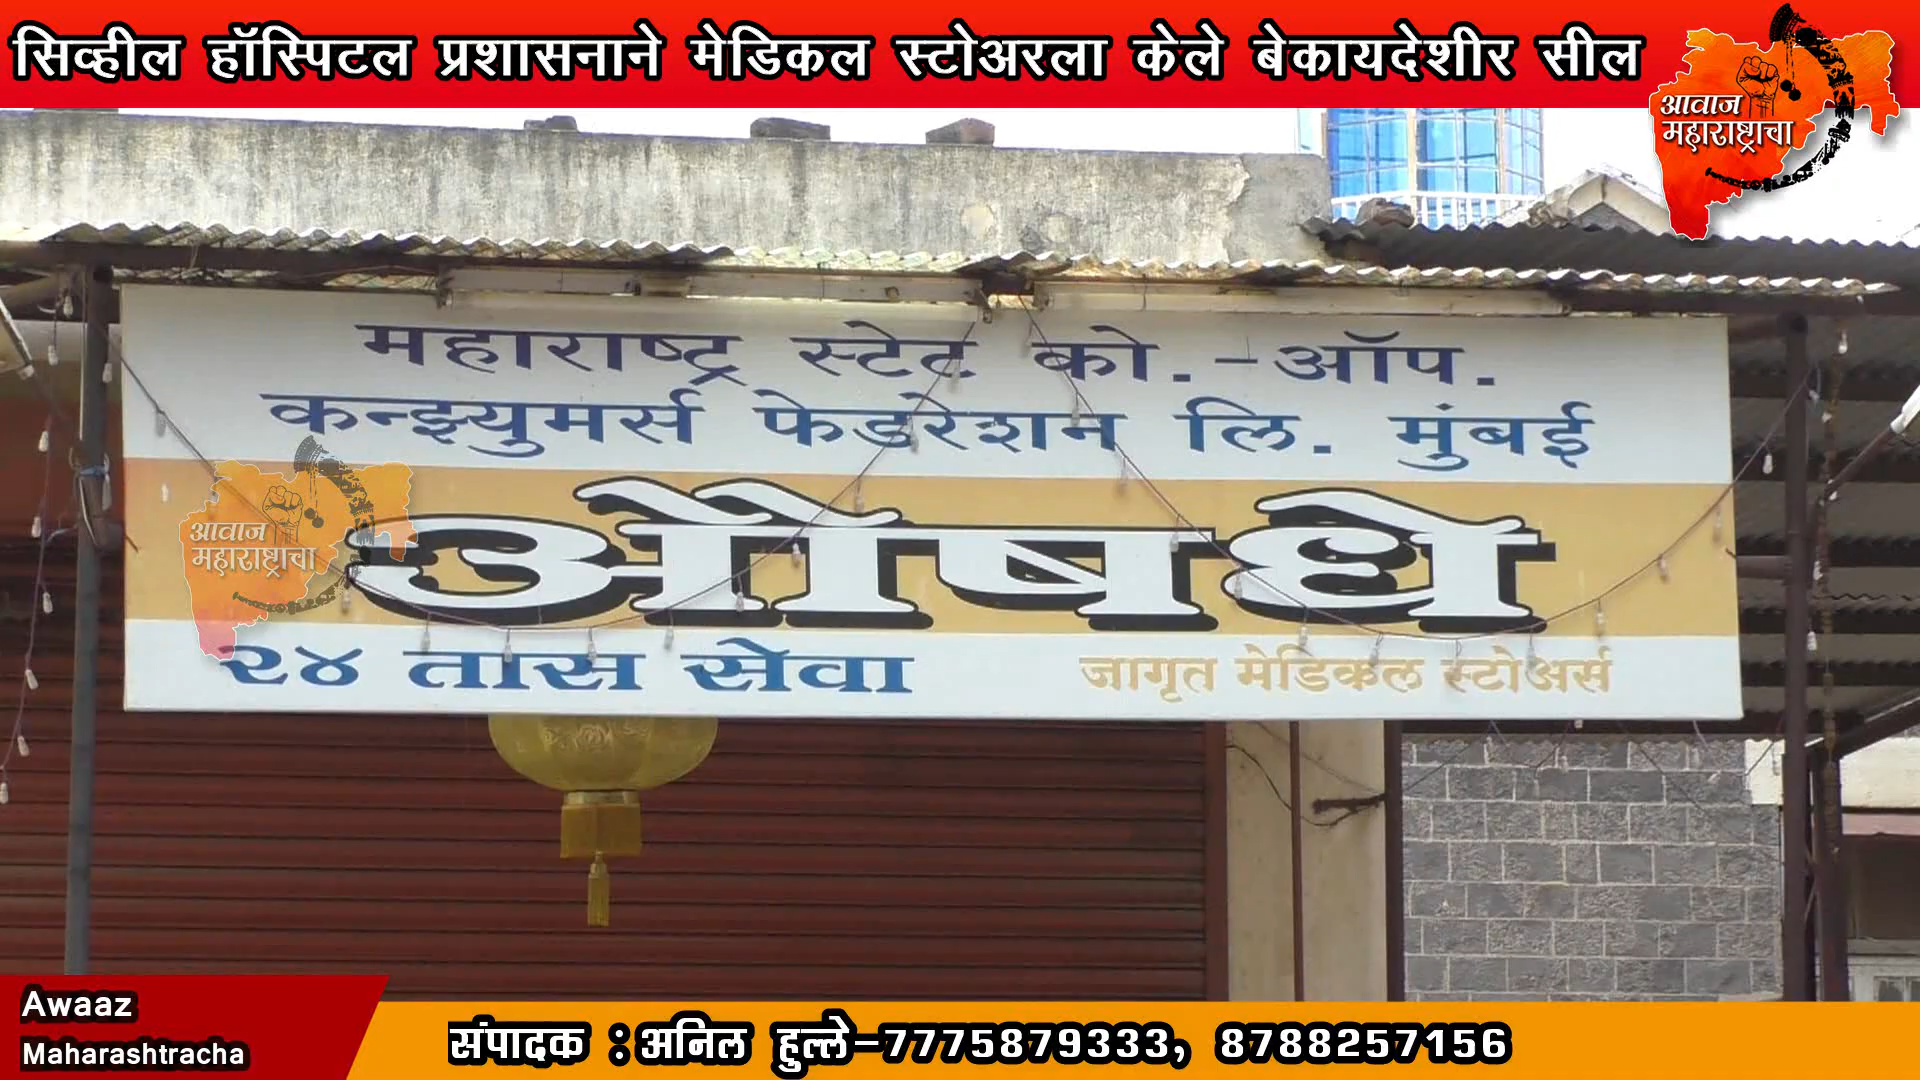 सिव्हील हॉस्पिटल प्रशासनाने मेडिकल स्टोअरला केले बेकायदेशीर सील
आवाज
महाराष्ट्राचा
महाराष्ट्र स्टेट को.-ऑप.
कन्झ्युमर्स फेडरेशन लि. मुंबई
आवाज
महाराष्ट्राचा
औषधे
२४ तास सेवा
जागृत मेडिकल स्टोअर्स
Awaaz
Maharashtracha
संपादक : अनिल हुल्ले-7775879333, 8788257156